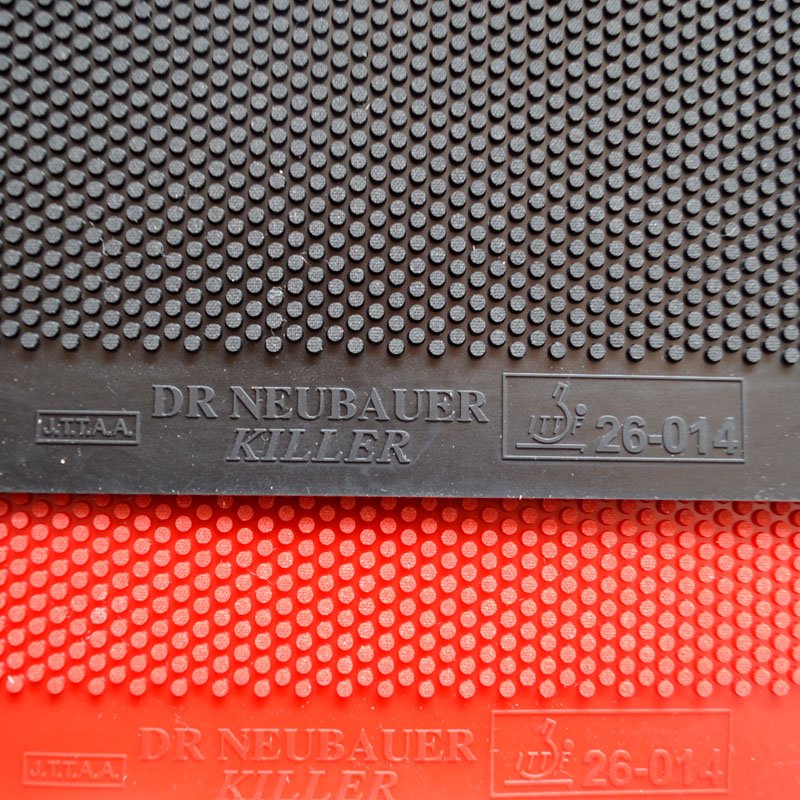 J.T.T.A.A.
DR NEUBAUER
KILLER
ITTF 26-014
J.T.T.A.A.
DR NEUBAUER
KILLER
ITTF 26-014